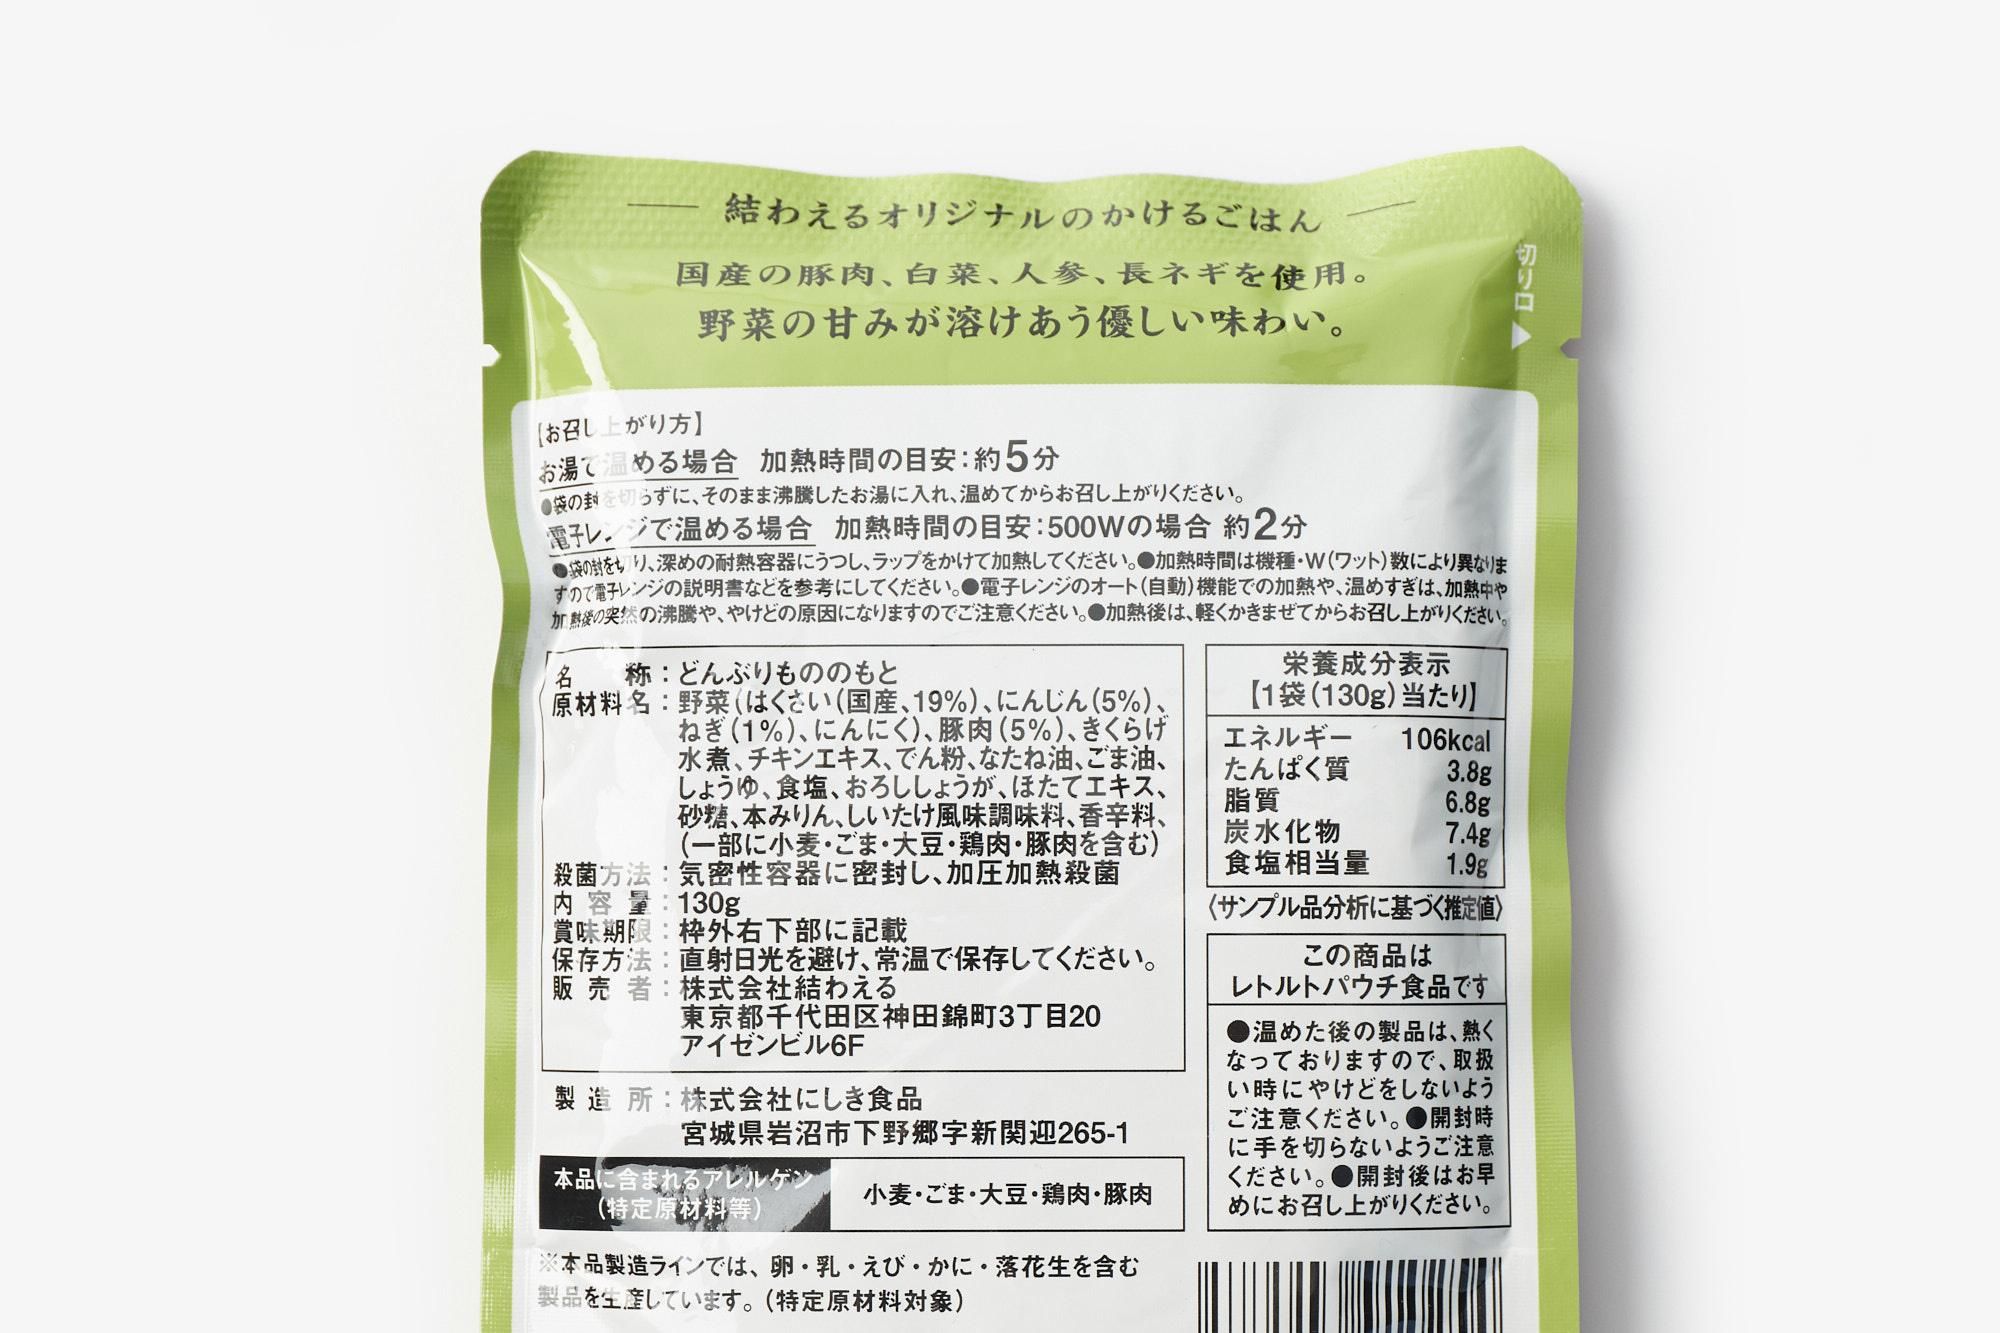 結わえるオリジナルのかけるごはん
国産の豚肉、白菜、人参、長ネギを使用。
野菜の甘みが溶けあう優しい味わい。
切り口
【お召し上がり方】
お湯で温める場合 加熱時間の目安：約5分
●袋の封を切らずに、そのまま沸騰したお湯に入れ、温めてからお召し上がりください。
電子レンジで温める場合 加熱時間の目安：500Wの場合 約2分
●袋の封を切り、深めの耐熱容器にうつし、ラップをかけて加熱してください。●加熱時間は機種・W（ワット）数により異なりま
すので電子レンジの説明書などを参考にしてください。●電子レンジのオート（自動）機能での加熱や、温めすぎは、加熱中や
加熱後の突然の沸騰や、やけどの原因になりますのでご注意ください。●加熱後は、軽くかきまぜてからお召し上がりください。
名称：どんぶりもののもと
原材料名：野菜（はくさい（国産、19%）、にんじん（5%）、
ねぎ（1%）、にんにく）、豚肉（5%）、きくらげ
水煮、チキンエキス、でん粉、なたね油、ごま油、
しょうゆ、食塩、おろししょうが、ほたてエキス、
砂糖、本みりん、しいたけ風味調味料、香辛料、
（一部に小麦・ごま・大豆・鶏肉・豚肉を含む）
殺菌方法：気密性容器に密封し、加圧加熱殺菌
内容量：130g
賞味期限：枠外右下部に記載
保存方法：直射日光を避け、常温で保存してください。
販売者：株式会社結わえる
東京都千代田区神田錦町3丁目20
アイゼンビル6F
製造所：株式会社にしき食品
宮城県岩沼市下野郷字新関迎265-1
本品に含まれるアレルゲン
（特定原材料等）
小麦・ごま・大豆・鶏肉・豚肉
※本品製造ラインでは、卵・乳・えび・かに・落花生を含む
製品を生産しています。（特定原材料対象）
栄養成分表示
【1袋（130g）当たり】
エネルギー 106kcal
たんぱく質 3.8g
脂質 6.8g
炭水化物 7.4g
食塩相当量 1.9g
〈サンプル品分析に基づく推定値〉
この商品は
レトルトパウチ食品です
●温めた後の製品は、熱く
なっておりますので、取扱
い時にやけどをしないよう
ご注意ください。●開封時
に手を切らないようご注意
ください。●開封後はお早
めにお召し上がりください。